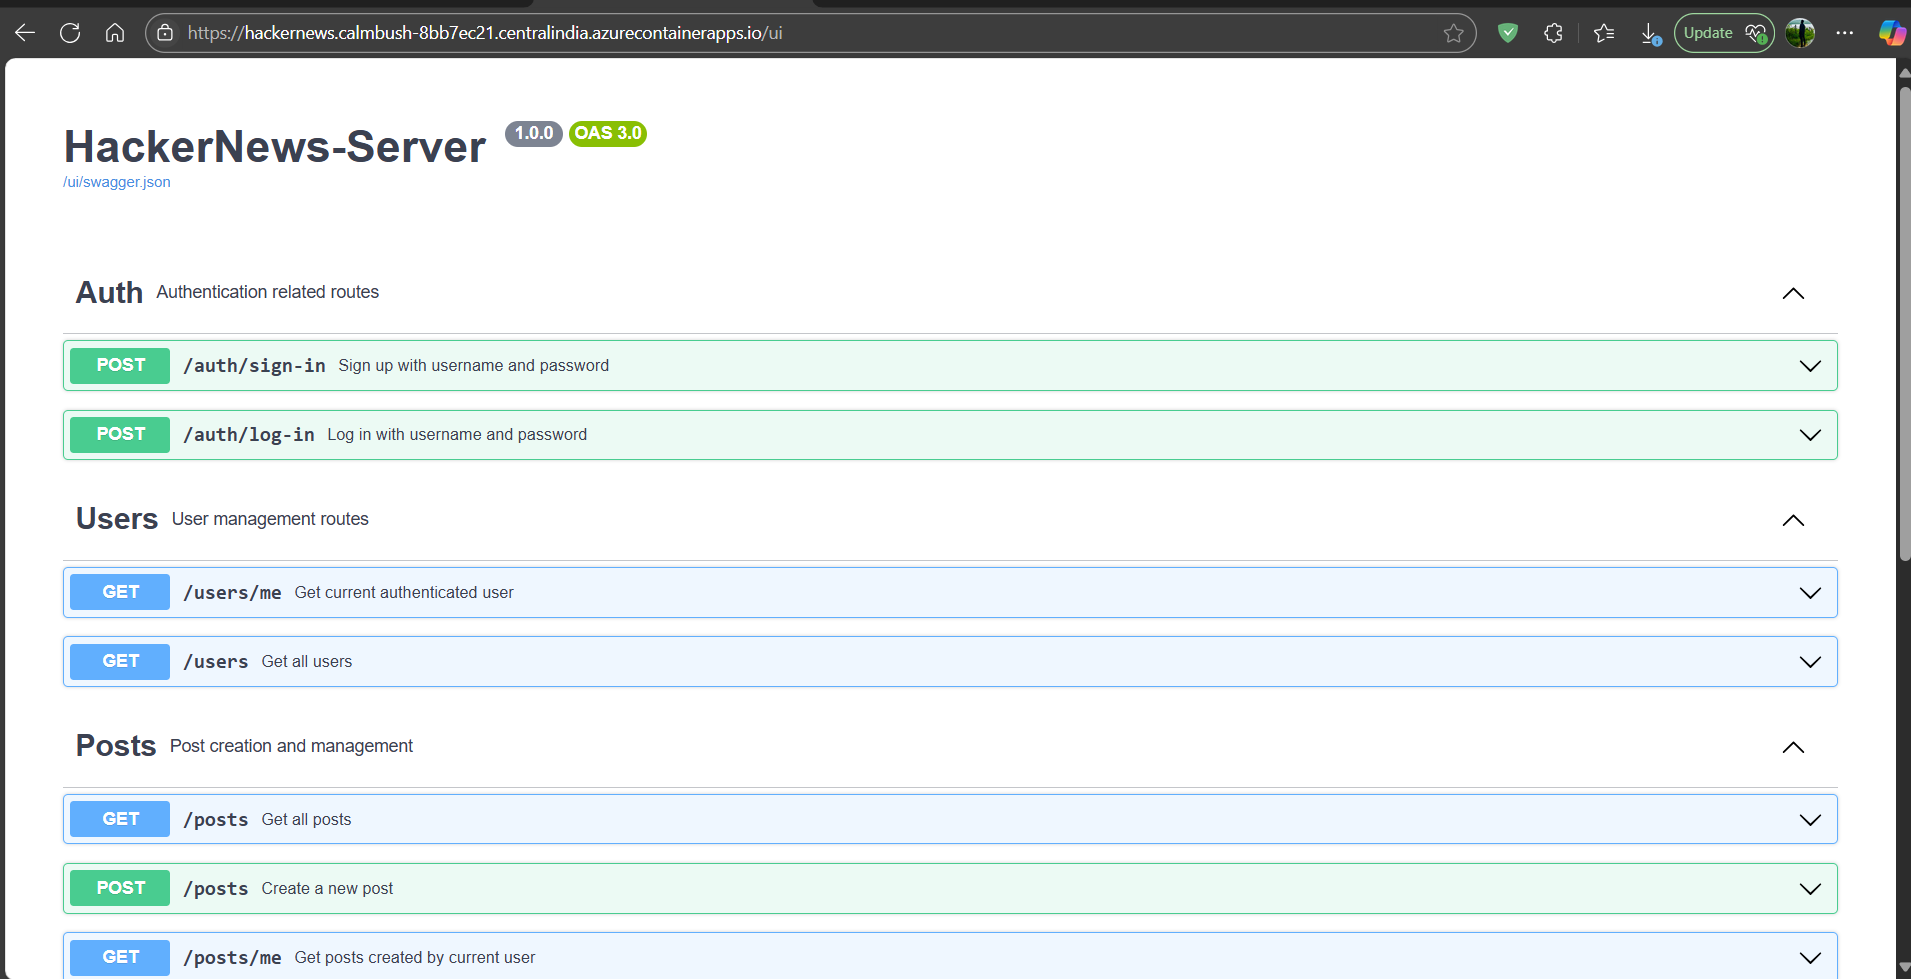 https://hackernews.calmbush-8bb7ec21.centralindia.azurecontainerapps.io/ui
Update
HackerNews-Server 1.0.0 OAS 3.0
/ui/swagger.json
Auth Authentication related routes
POST /auth/sign-in Sign up with username and password
POST /auth/log-in Log in with username and password
Users User management routes
GET /users/me Get current authenticated user
GET /users Get all users
Posts Post creation and management
GET /posts Get all posts
POST /posts Create a new post
GET /posts/me Get posts created by current user